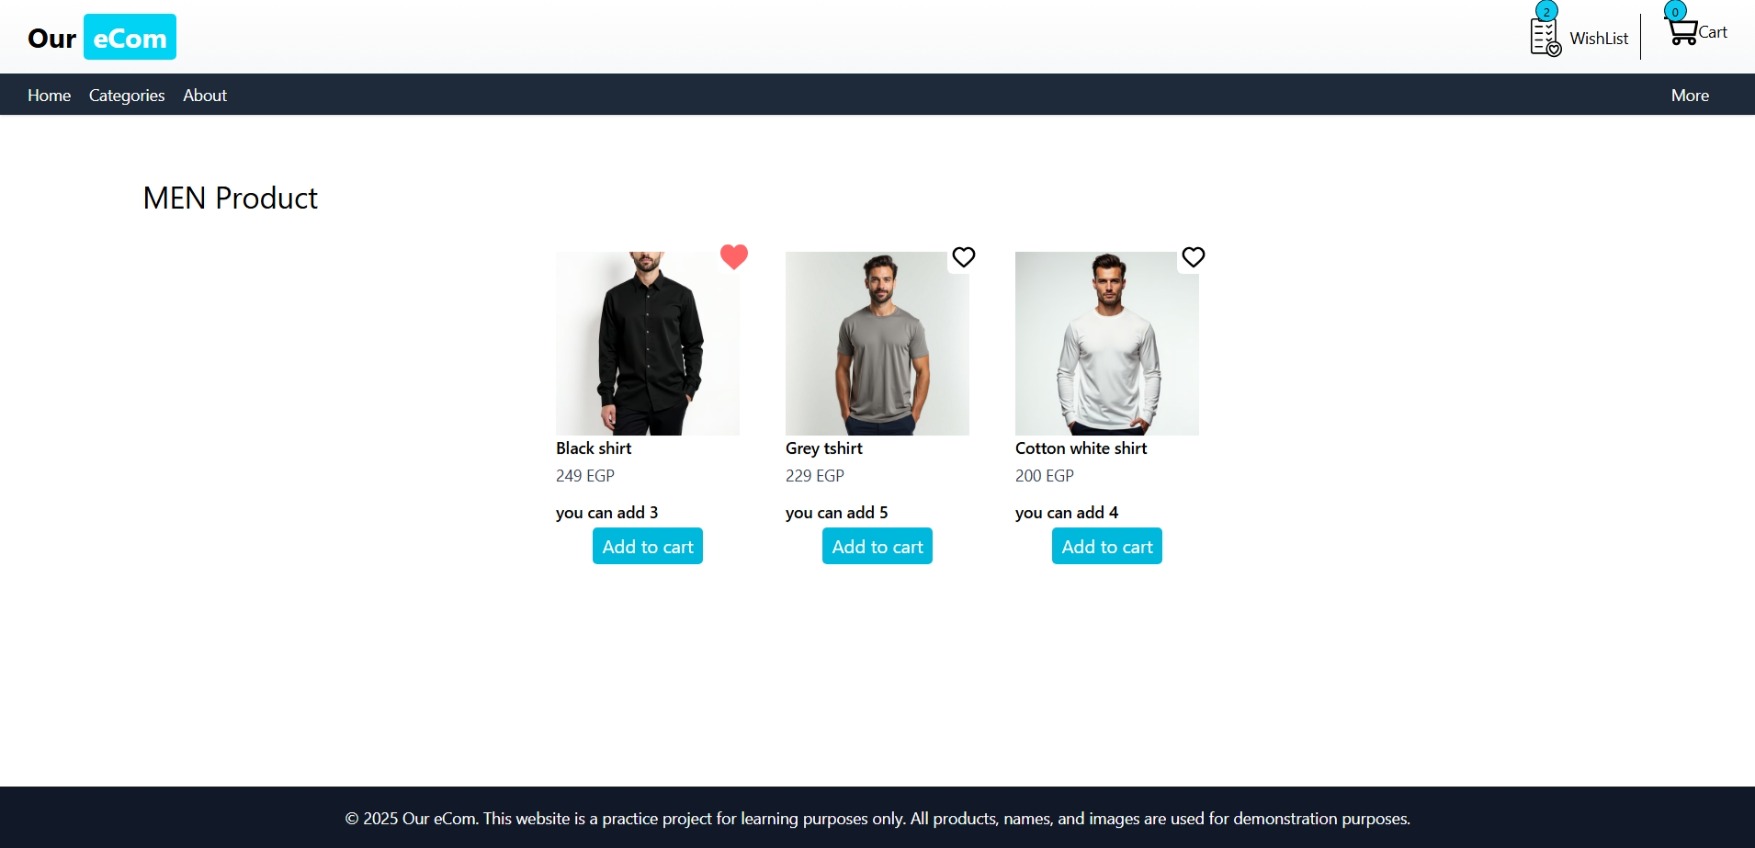 Our eCom
2
WishList
0
Cart
Home Categories About
More
MEN Product
Black shirt
249 EGP
you can add 3
Add to cart
Grey tshirt
229 EGP
you can add 5
Add to cart
Cotton white shirt
200 EGP
you can add 4
Add to cart
© 2025 Our eCom. This website is a practice project for learning purposes only. All products, names, and images are used for demonstration purposes.